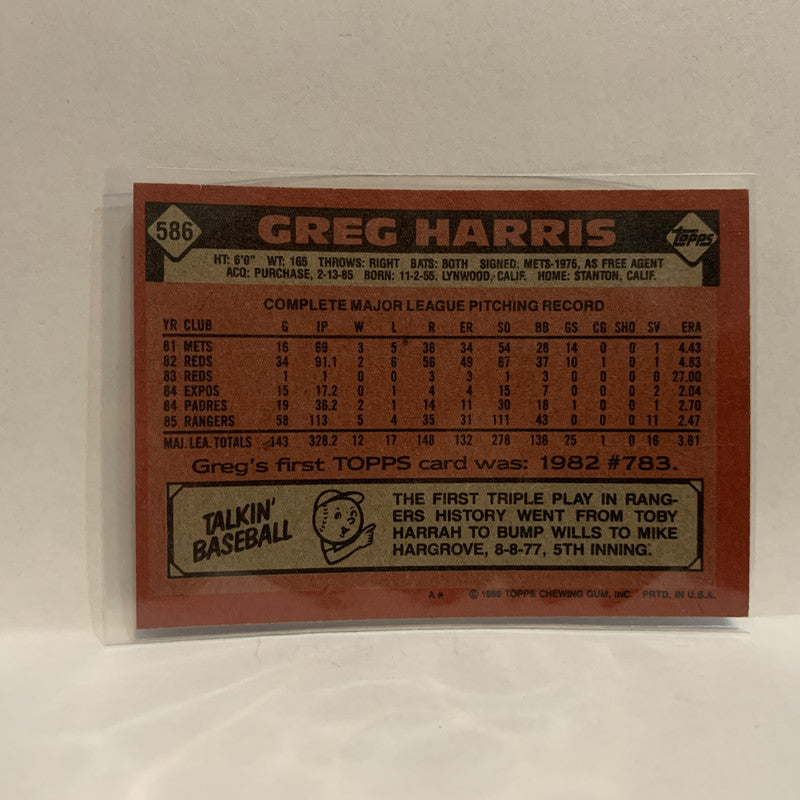 586
GREG HARRIS
topps
HT: 6'0" WT: 165 THROWS: RIGHT BATS: BOTH SIGNED: METS-1976, AS FREE AGENT
ACQ: PURCHASE, 2-13-85 BORN: 11-2-55, LYNWOOD, CALIF. HOME: STANTON, CALIF.
COMPLETE MAJOR LEAGUE PITCHING RECORD
YR CLUB G IP W L R ER SO BB GS CG SHO SV ERA
81 METS 16 69 3 5 36 34 54 28 14 0 0 1 4.43
82 REDS 34 91.1 2 6 56 49 67 37 10 1 0 1 4.83
83 REDS 1 1 0 0 3 3 1 3 0 0 0 0 27.00
84 EXPOS 15 17.2 0 1 4 4 15 7 0 0 0 2 2.04
84 PADRES 19 36.2 2 1 14 11 30 18 1 0 0 1 2.70
85 RANGERS 58 113 5 4 35 31 111 43 0 0 0 11 2.47
MAJ. LEA. TOTALS 143 328.2 12 17 148 132 278 136 25 1 0 16 3.61
Greg's first TOPPS card was: 1982 #783.
TALKIN'
BASEBALL
THE FIRST TRIPLE PLAY IN RANG-
ERS HISTORY WENT FROM TOBY
HARRAH TO BUMP WILLS TO MIKE
HARGROVE, 8-8-77, 5TH INNING.
A* © 1986 TOPPS CHEWING GUM, INC. PRTD. IN U.S.A.